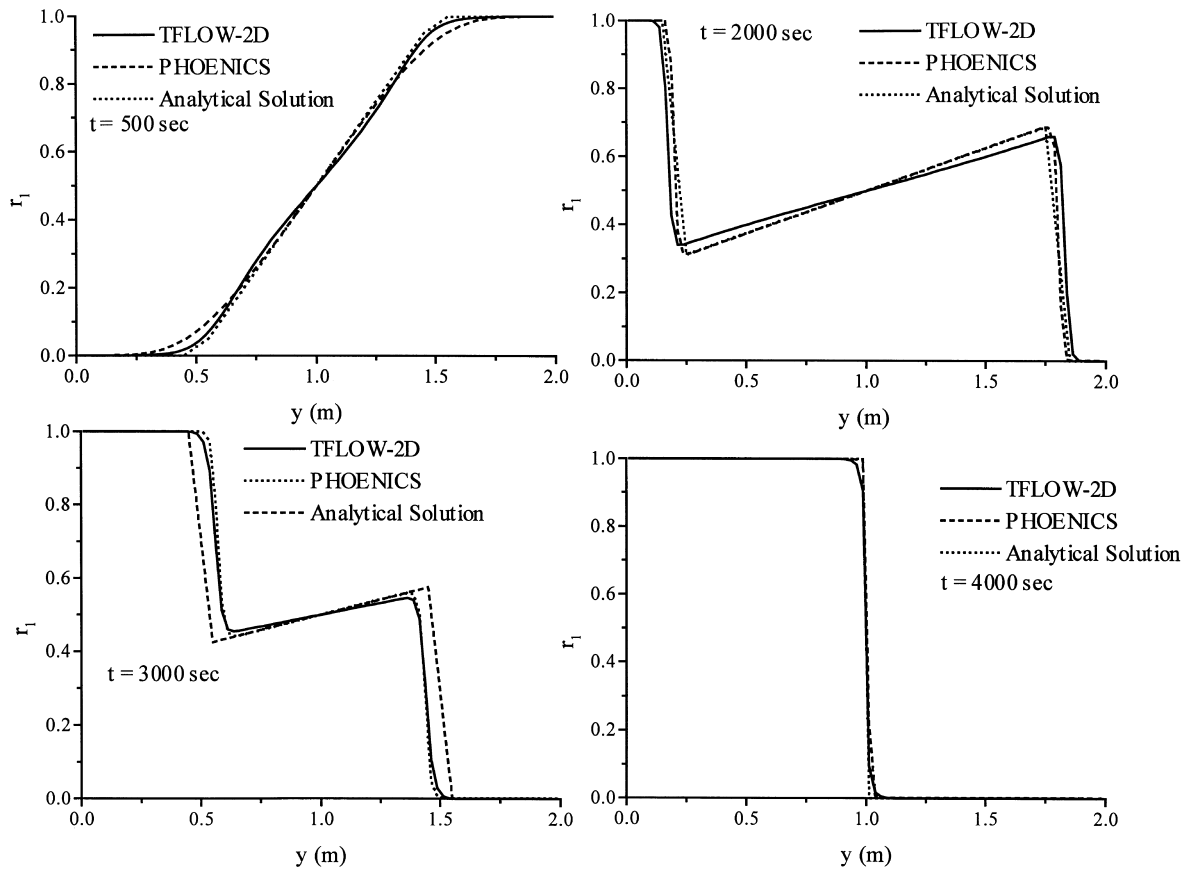 1.0
0.8
0.6
0.4
0.2
0.0
r1
TFLOW-2D
PHOENICS
Analytical Solution
t = 500 sec
0.0 0.5 1.0 1.5 2.0
y (m)
1.0
0.8
0.6
0.4
0.2
0.0
r1
t = 2000 sec
TFLOW-2D
PHOENICS
Analytical Solution
0.0 0.5 1.0 1.5 2.0
y (m)
1.0
0.8
0.6
0.4
0.2
0.0
r1
TFLOW-2D
PHOENICS
Analytical Solution
t = 3000 sec
0.0 0.5 1.0 1.5 2.0
y (m)
1.0
0.8
0.6
0.4
0.2
0.0
r1
TFLOW-2D
PHOENICS
Analytical Solution
t = 4000 sec
0.0 0.5 1.0 1.5 2.0
y (m)